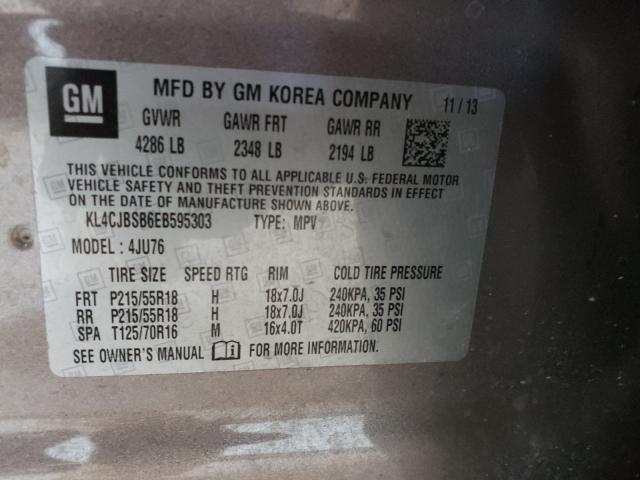 GM
MFD BY GM KOREA COMPANY 11 / 13
GVWR GAWR FRT GAWR RR
4286 LB 2348 LB 2194 LB
THIS VEHICLE CONFORMS TO ALL APPLICABLE U.S. FEDERAL MOTOR
VEHICLE SAFETY AND THEFT PREVENTION STANDARDS IN EFFECT
ON THE DATE OF MANUFACTURE SHOWN ABOVE.
KL4CJBSB6EB595303 TYPE: MPV
MODEL : 4JU76
TIRE SIZE SPEED RTG RIM COLD TIRE PRESSURE
FRT P215/55R18 H 18x7.0J 240KPA, 35 PSI
RR P215/55R18 H 18x7.0J 240KPA, 35 PSI
SPA T125/70R16 M 16x4.0T 420KPA, 60 PSI
SEE OWNER'S MANUAL i FOR MORE INFORMATION.